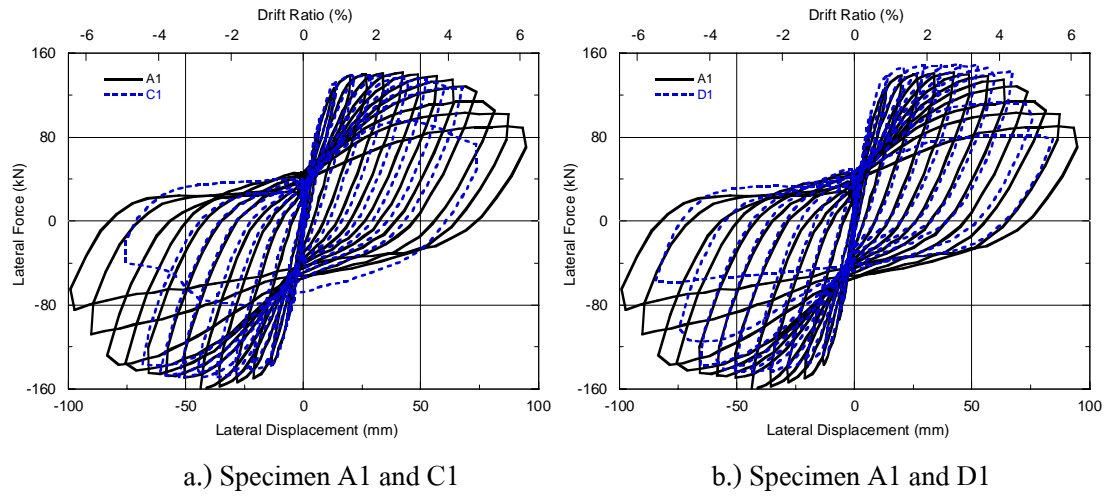 Drift Ratio (%)
-6 -4 -2 0 2 4 6
160
80
0
-80
-160
Lateral Force (kN)
A1
C1
-100 -50 0 50 100
Lateral Displacement (mm)
a.) Specimen A1 and C1
Drift Ratio (%)
-6 -4 -2 0 2 4 6
160
80
0
-80
-160
Lateral Force (kN)
A1
D1
-100 -50 0 50 100
Lateral Displacement (mm)
b.) Specimen A1 and D1